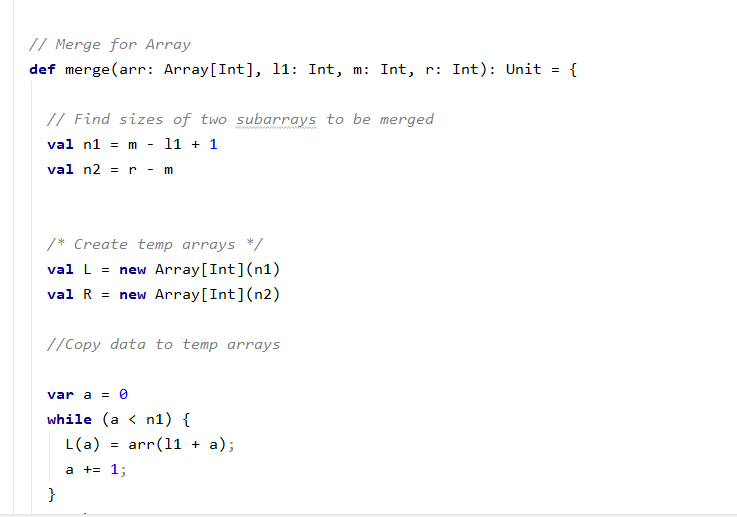 // Merge for Array
def merge(arr: Array[Int], l1: Int, m: Int, r: Int): Unit = {
// Find sizes of two subarrays to be merged
val n1 = m - l1 + 1
val n2 = r - m
/* Create temp arrays */
val L = new Array[Int](n1)
val R = new Array[Int](n2)
//Copy data to temp arrays
var a = 0
while (a < n1) {
L(a) = arr(l1 + a);
a += 1;
}